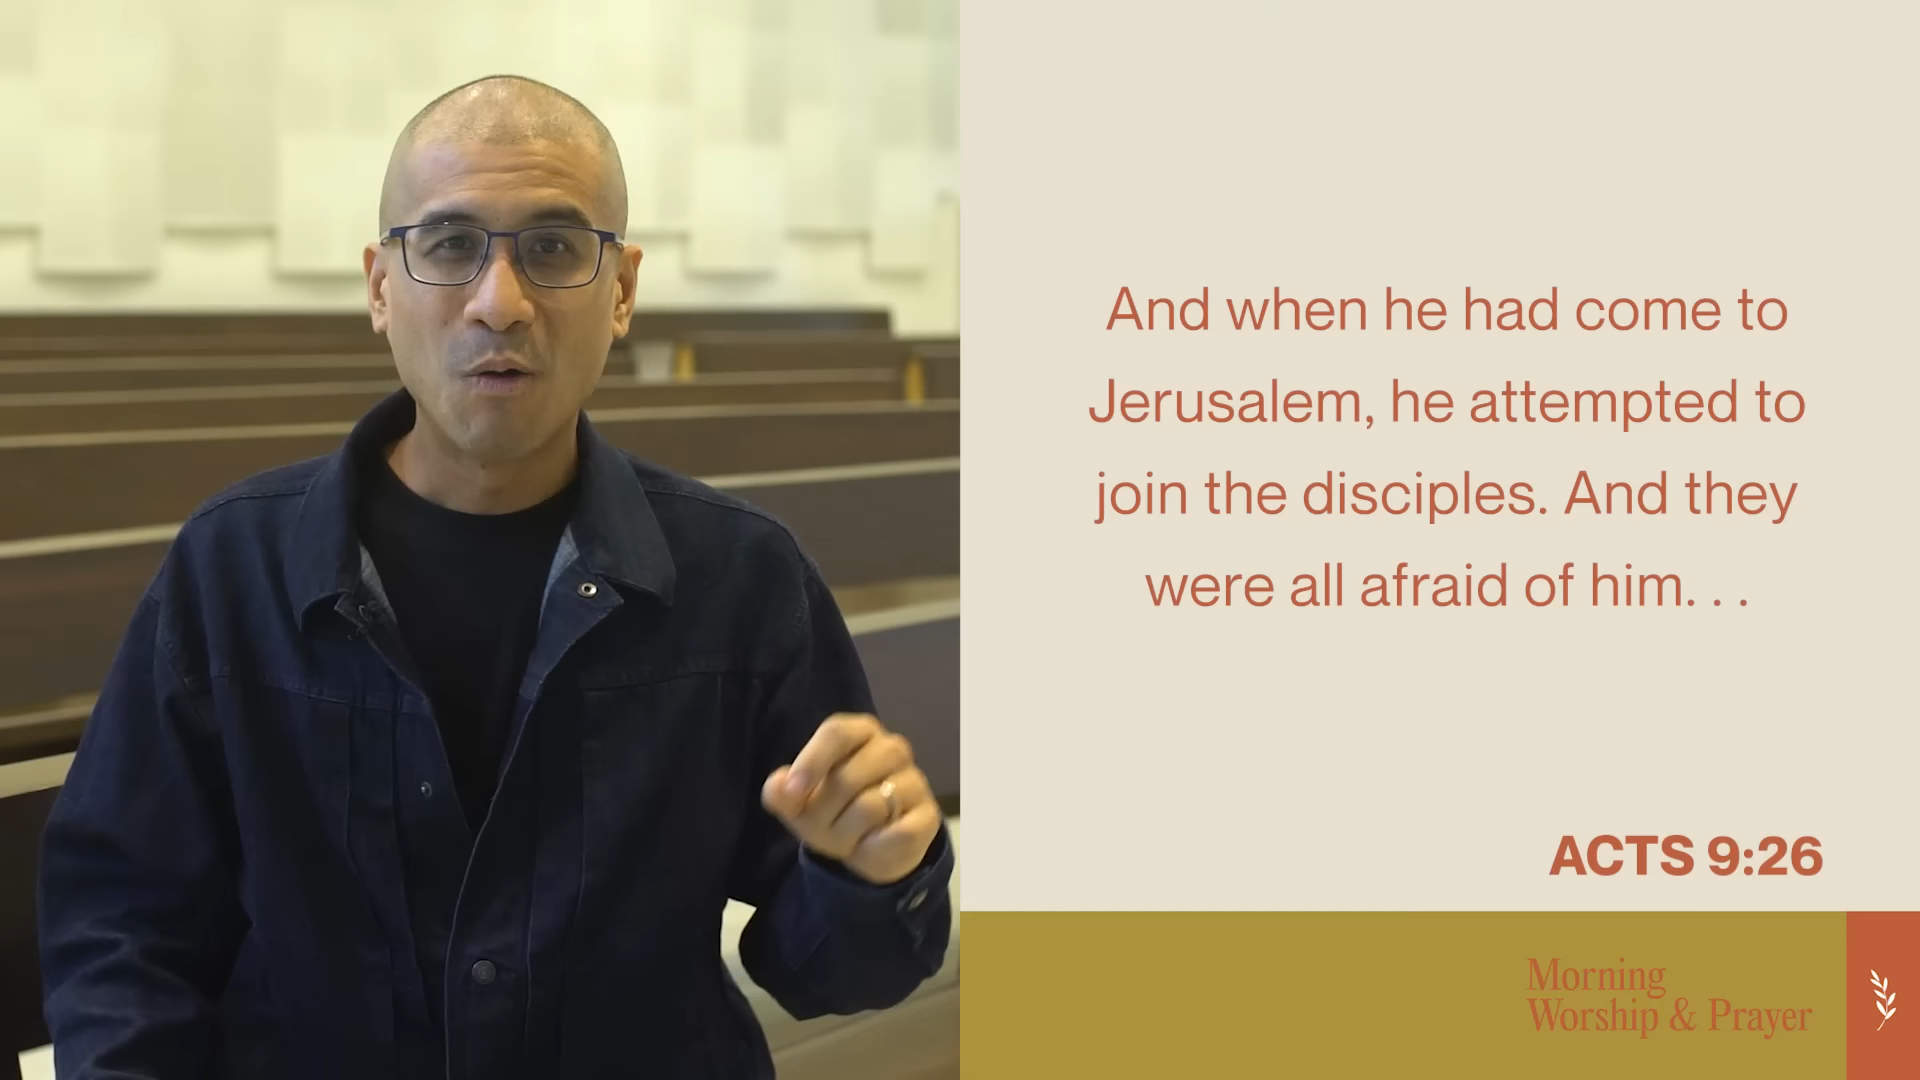 And when he had come to
Jerusalem, he attempted to
join the disciples. And they
were all afraid of him. . .
ACTS 9:26
Morning
Worship & Prayer